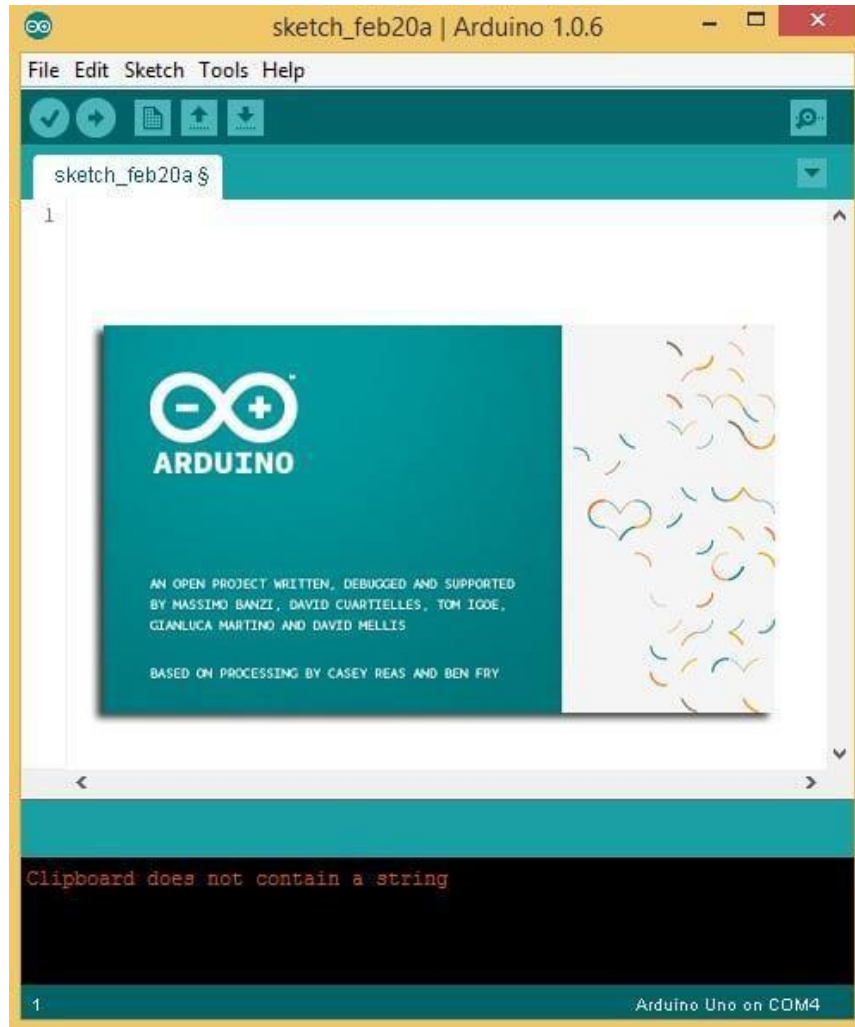 sketch_feb20a | Arduino 1.0.6
File Edit Sketch Tools Help
sketch_feb20a §
1
ARDUINO
AN OPEN PROJECT WRITTEN, DEBUGGED AND SUPPORTED
BY MASSIMO BANZI, DAVID CUARTIELLES, TOM IGOE,
GIANLUCA MARTINO AND DAVID MELLIS
BASED ON PROCESSING BY CASEY REAS AND BEN FRY
Clipboard does not contain a string
1
Arduino Uno on COM4